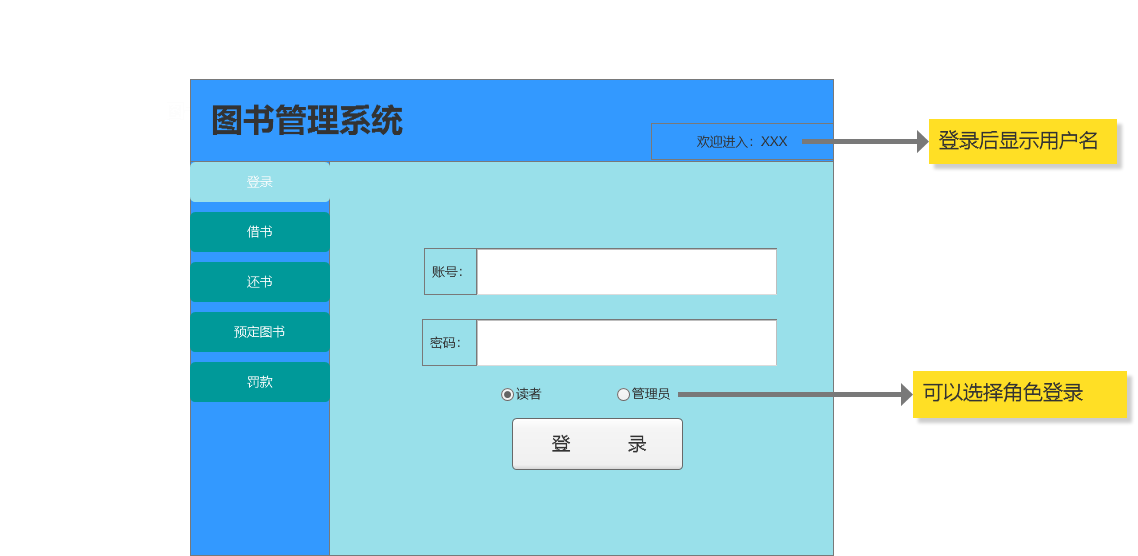 图书管理系统
欢迎进入：XXX
登录后显示用户名
登录
借书
还书
预定图书
罚款
账号：
密码：
读者
管理员
可以选择角色登录
登 录